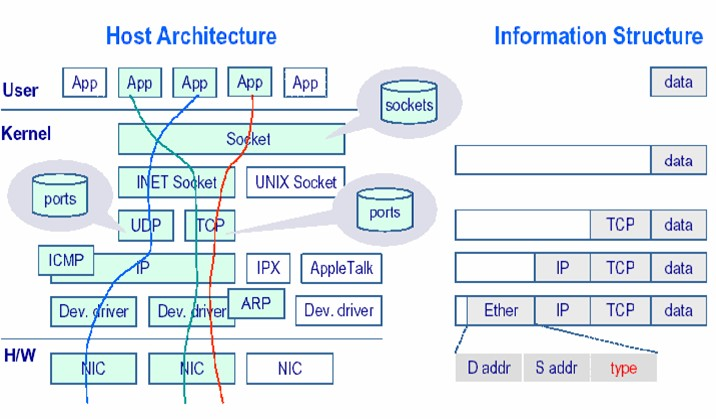 Host Architecture
Information Structure
User
App
App
App
App
App
data
sockets
Kernel
Socket
data
ports
INET Socket
UNIX Socket
ports
UDP
TCP
TCP
data
ICMP
IP
IPX
AppleTalk
IP
TCP
data
Dev. driver
Dev. driver
ARP
Dev. driver
Ether
IP
TCP
data
H/W
NIC
NIC
NIC
D addr
S addr
type